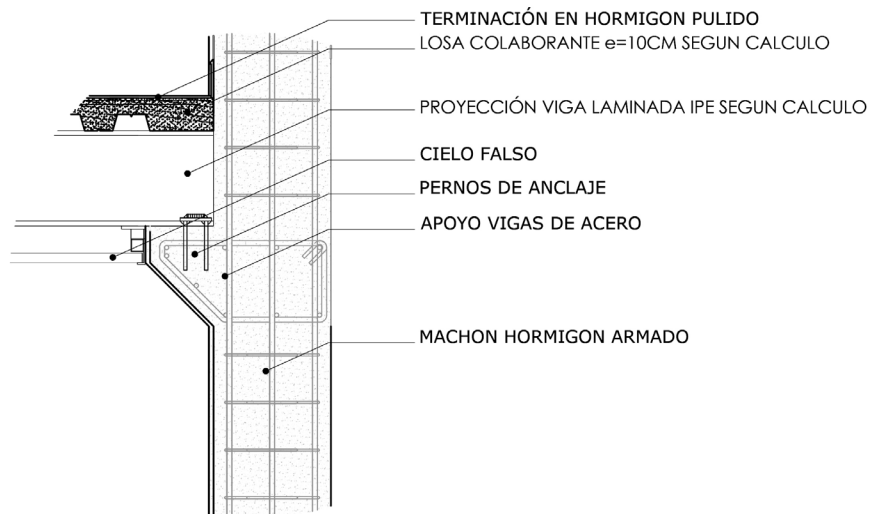 TERMINACIÓN EN HORMIGON PULIDO
LOSA COLABORANTE e=10CM SEGUN CALCULO
PROYECCIÓN VIGA LAMINADA IPE SEGUN CALCULO
CIELO FALSO
PERNOS DE ANCLAJE
APOYO VIGAS DE ACERO
MACHON HORMIGON ARMADO